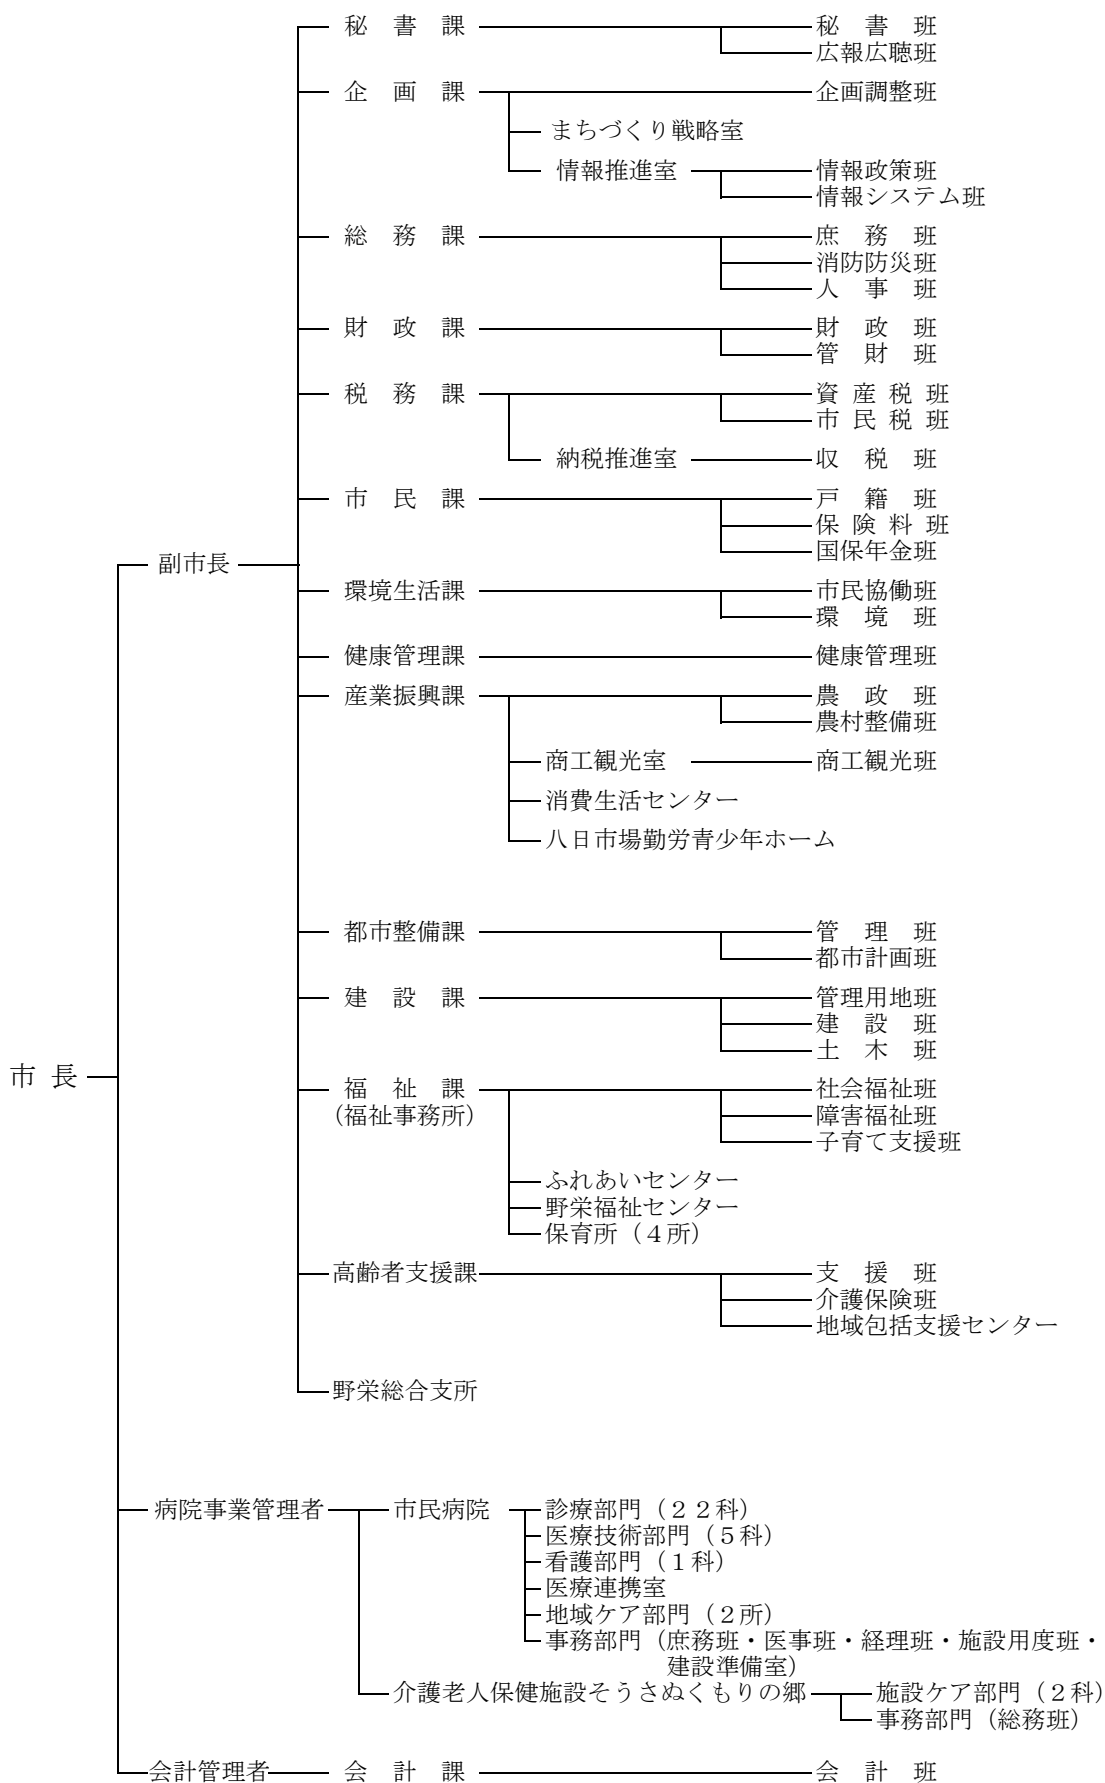 秘　書　課　秘　書　班
広報広聴班
企　画　課　企画調整班
まちづくり戦略室
情報推進室　情報政策班
情報システム班
総　務　課　庶　務　班
消防防災班
人　事　班
財　政　課　財　政　班
管　財　班
税　務　課　資 産 税 班
市 民 税 班
納税推進室　収　税　班
市　民　課　戸　籍　班
保 険 料 班
国保年金班
副市長
環境生活課　市民協働班
環　境　班
健康管理課　健康管理班
産業振興課　農　政　班
農村整備班
商工観光室　商工観光班
消費生活センター
八日市場勤労青少年ホーム
都市整備課　管　理　班
都市計画班
建　設　課　管理用地班
建　設　班
土　木　班
市 長
福　祉　課　社会福祉班
(福祉事務所)　障害福祉班
子育て支援班
ふれあいセンター
野栄福祉センター
保育所（４所）
高齢者支援課　支　援　班
介護保険班
地域包括支援センター
野栄総合支所
病院事業管理者　市民病院　診療部門（２２科）
医療技術部門（５科）
看護部門（１科）
医療連携室
地域ケア部門（２所）
事務部門（庶務班・医事班・経理班・施設用度班・
建設準備室）
介護老人保健施設そうさぬくもりの郷　施設ケア部門（２科）
事務部門（総務班）
会計管理者　会　計　課　会　計　班